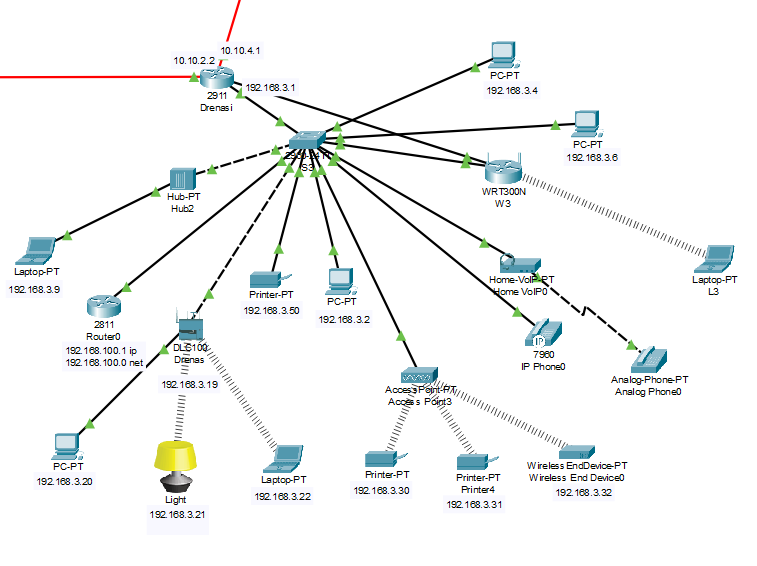 10.10.4.1
10.10.2.2
192.168.3.1
2911
Drenasi
PC-PT
192.168.3.4
PC-PT
192.168.3.6
S3
WRT300N
W3
Hub-PT
Hub2
Laptop-PT
192.168.3.9
Laptop-PT
L3
Home-VoIP-PT
Home VoIP0
Printer-PT
192.168.3.50
PC-PT
192.168.3.2
2811
Router0
192.168.100.1 ip
192.168.100.0 net
DLC100
Drenas
192.168.3.19
IP
7960
IP Phone0
Analog-Phone-PT
Analog Phone0
AccessPoint-PT
Access Point3
PC-PT
192.168.3.20
Light
192.168.3.21
Laptop-PT
192.168.3.22
Printer-PT
192.168.3.30
Printer-PT
Printer4
192.168.3.31
Wireless EndDevice-PT
Wireless End Device0
192.168.3.32